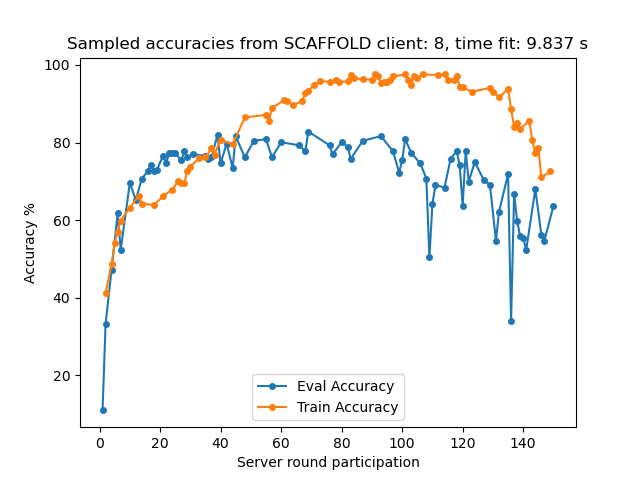 Sampled accuracies from SCAFFOLD client: 8, time fit: 9.837 s
100
80
60
40
20
Accuracy %
Eval Accuracy
Train Accuracy
0 20 40 60 80 100 120 140
Server round participation